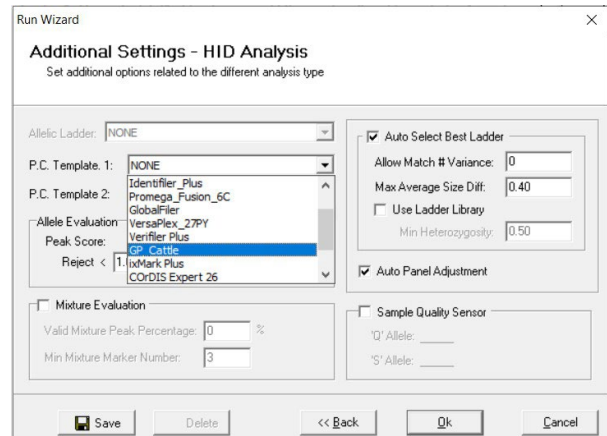 Run Wizard
Additional Settings - HID Analysis
Set additional options related to the different analysis type
Allelic Ladder: NONE
P.C. Template. 1: NONE
P.C. Template 2:
Identifiler_Plus
Promega_Fusion_6C
GlobalFiler
VersaPlex_27PY
Verifiler Plus
GP_Cattle
ixMark Plus
COrDIS Expert 26
Allele Evaluation
Peak Score:
Reject < 1.
Mixture Evaluation
Valid Mixture Peak Percentage: 0 %
Min Mixture Marker Number: 3
Auto Select Best Ladder
Allow Match # Variance: 0
Max Average Size Diff: 0.40
Use Ladder Library
Min Heterozygosity: 0.50
Auto Panel Adjustment
Sample Quality Sensor
'Q' Allele:
'S' Allele:
Save Delete << Back Ok Cancel